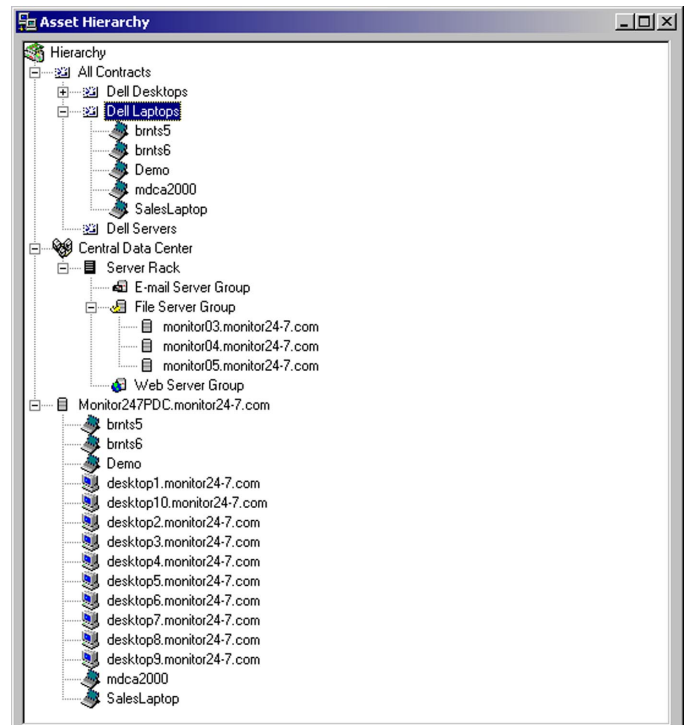 Asset Hierarchy
Hierarchy
All Contracts
Dell Desktops
Dell Laptops
brnts5
brnts6
Demo
mdca2000
SalesLaptop
Dell Servers
Central Data Center
Server Rack
E-mail Server Group
File Server Group
monitor03.monitor24-7.com
monitor04.monitor24-7.com
monitor05.monitor24-7.com
Web Server Group
Monitor247PDC.monitor24-7.com
brnts5
brnts6
Demo
desktop1.monitor24-7.com
desktop10.monitor24-7.com
desktop2.monitor24-7.com
desktop3.monitor24-7.com
desktop4.monitor24-7.com
desktop5.monitor24-7.com
desktop6.monitor24-7.com
desktop7.monitor24-7.com
desktop8.monitor24-7.com
desktop9.monitor24-7.com
mdca2000
SalesLaptop